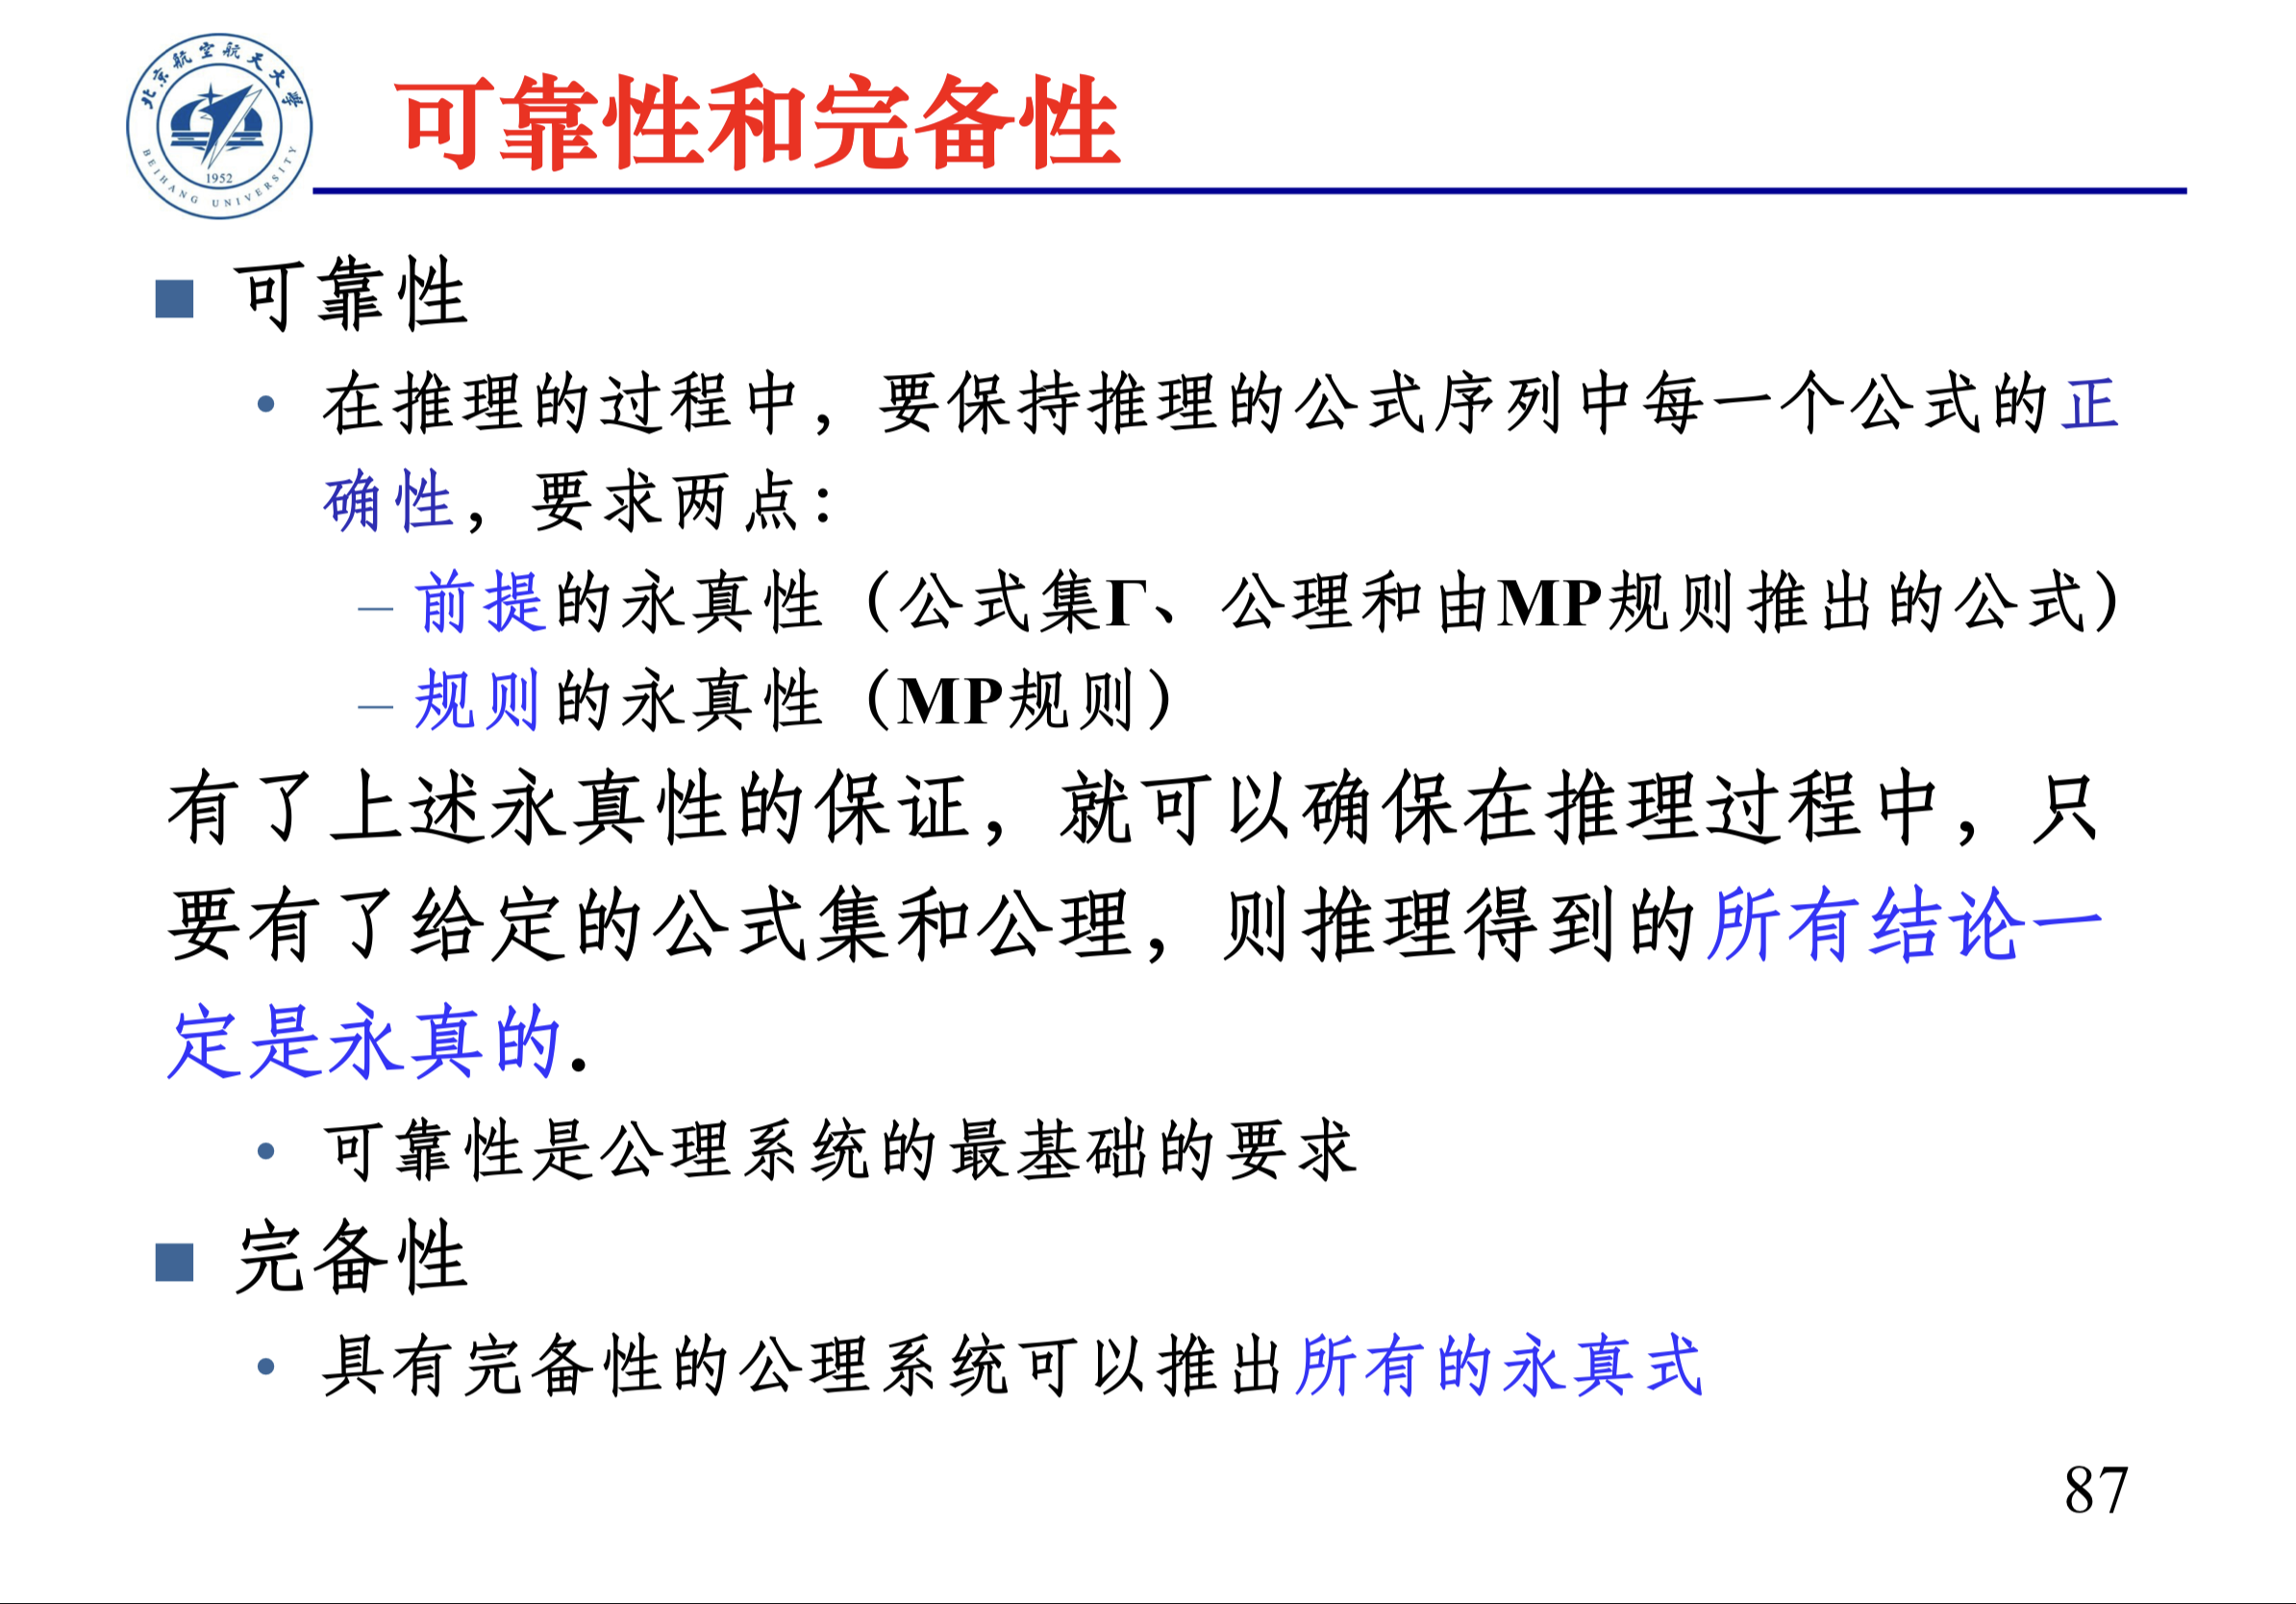 北京航空航天大学
BEIHANG UNIVERSITY
1952
可靠性和完备性
可靠性
在推理的过程中，要保持推理的公式序列中每一个公式的正
确性，要求两点：
前提的永真性（公式集Γ、公理和由MP规则推出的公式）
规则的永真性（MP规则）
有了上述永真性的保证，就可以确保在推理过程中，只
要有了给定的公式集和公理，则推理得到的所有结论一
定是永真的.
可靠性是公理系统的最基础的要求
完备性
具有完备性的公理系统可以推出所有的永真式
87